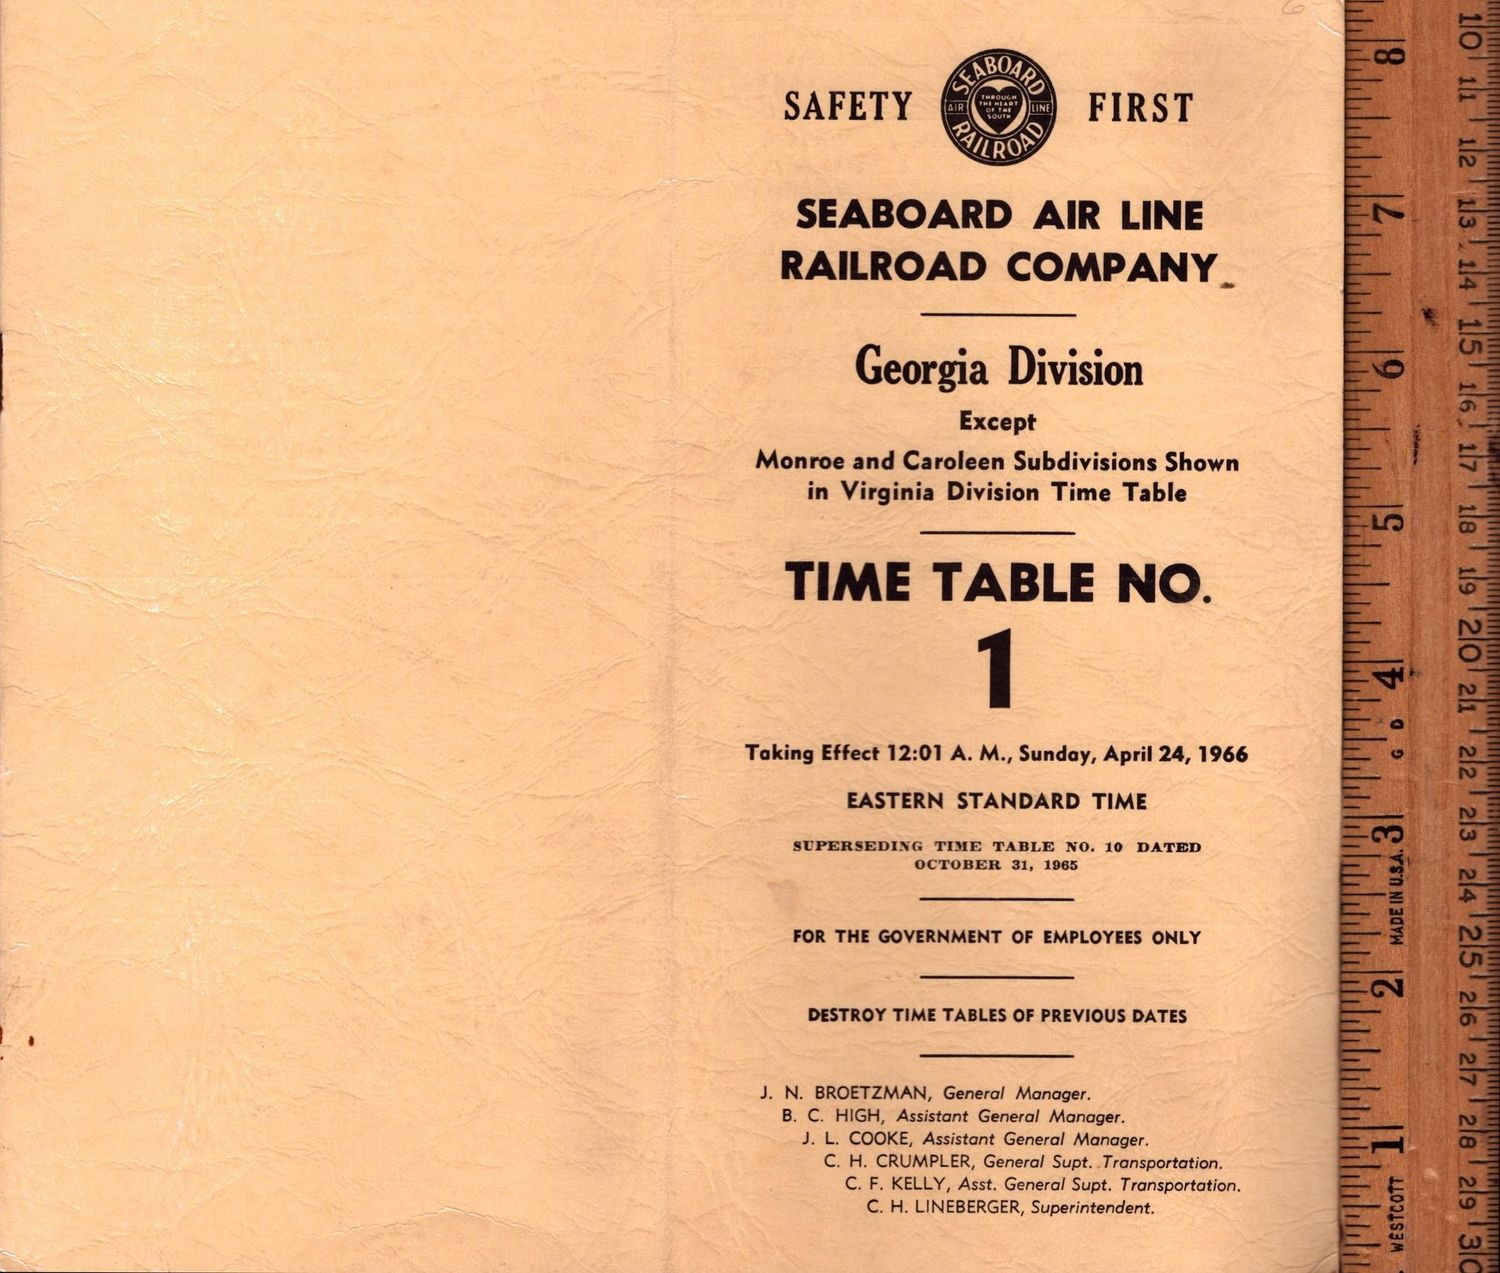 SAFETY FIRST
SEABOARD
AIR LINE
THROUGH
THE HEART
OF THE
SOUTH
RAILROAD
SEABOARD AIR LINE
RAILROAD COMPANY
Georgia Division
Except
Monroe and Caroleen Subdivisions Shown
in Virginia Division Time Table
TIME TABLE NO.
1
Taking Effect 12:01 A. M., Sunday, April 24, 1966
EASTERN STANDARD TIME
SUPERSEDING TIME TABLE NO. 10 DATED
OCTOBER 31, 1965
FOR THE GOVERNMENT OF EMPLOYEES ONLY
DESTROY TIME TABLES OF PREVIOUS DATES
J. N. BROETZMAN, General Manager.
B. C. HIGH, Assistant General Manager.
J. L. COOKE, Assistant General Manager.
C. H. CRUMPLER, General Supt. Transportation.
C. F. KELLY, Asst. General Supt. Transportation.
C. H. LINEBERGER, Superintendent.
WESTCOTT 1 2 MADE IN U.S.A. 3 G D 4 5 6 7 8
10 11 12 13 14 15 16 17 18 19 20 21 22 23 24 25 26 27 28 29 30